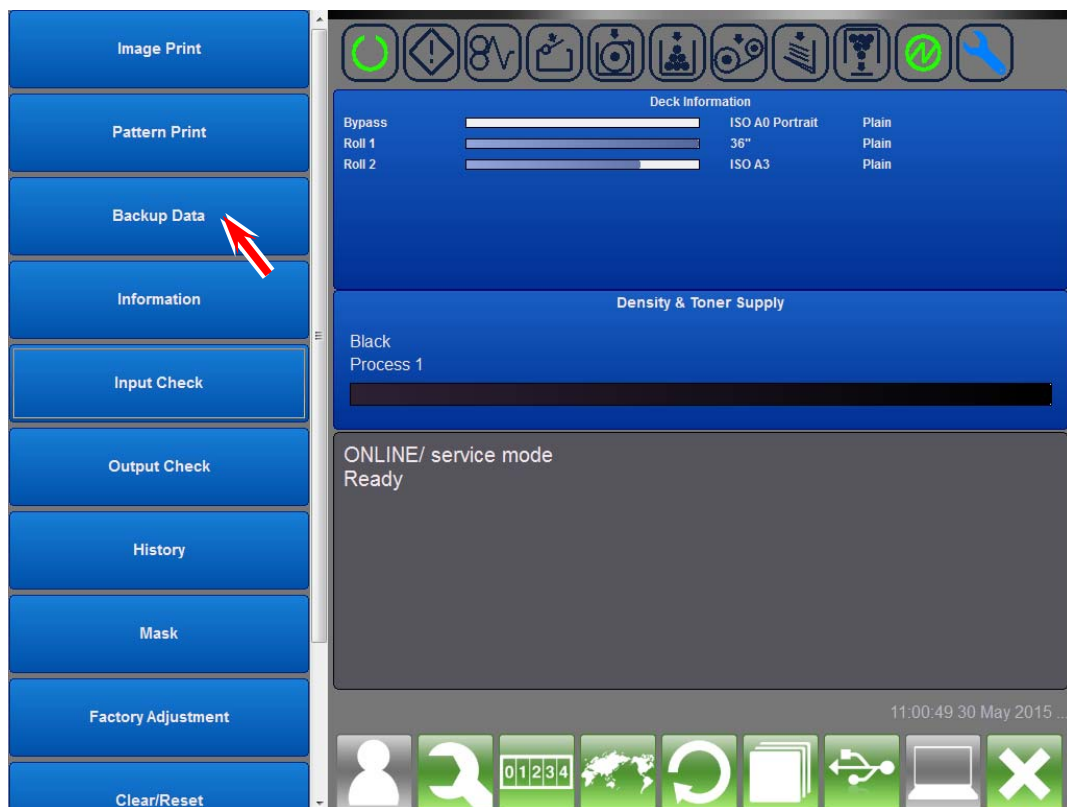 Image Print
Pattern Print
Backup Data
Information
Input Check
Output Check
History
Mask
Factory Adjustment
Clear/Reset
Deck Information
Bypass ISO A0 Portrait Plain
Roll 1 36" Plain
Roll 2 ISO A3 Plain
Density & Toner Supply
Black
Process 1
ONLINE/ service mode
Ready
11:00:49 30 May 2015 ...
01234